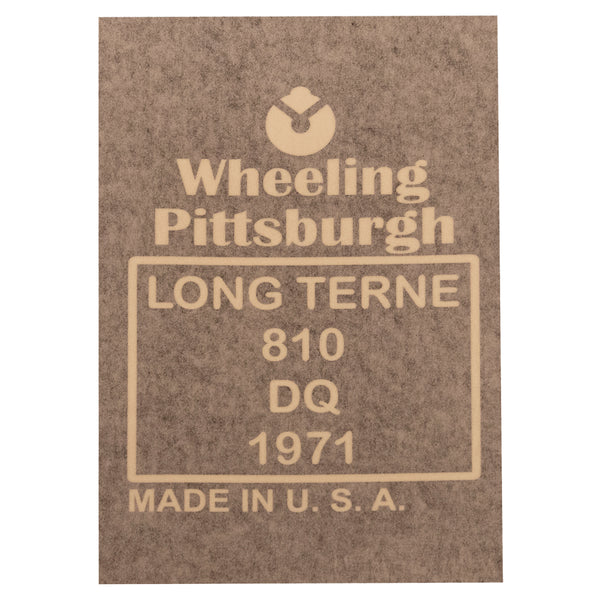 Wheeling
Pittsburgh
LONG TERNE
810
DQ
1971
MADE IN U. S. A.